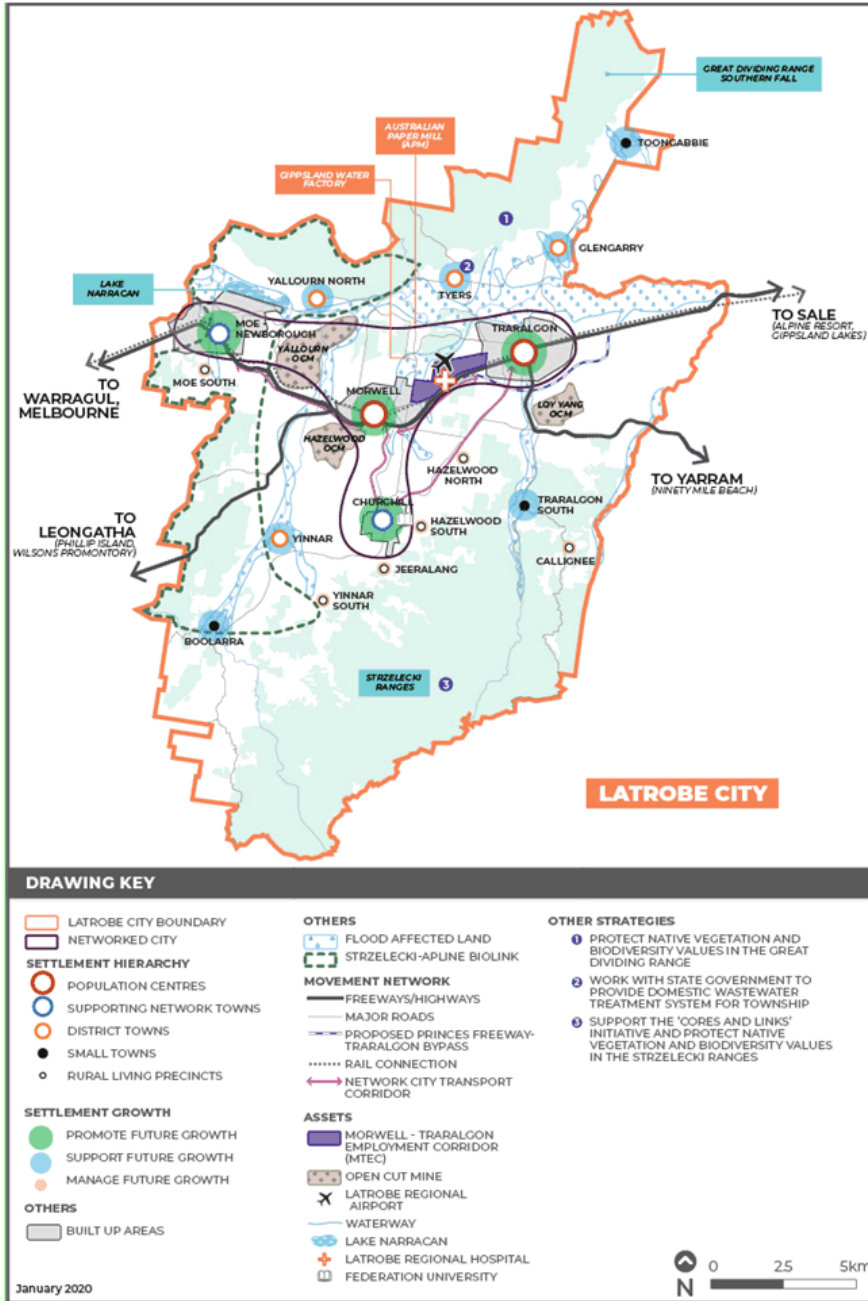 GREAT DIVIDING RANGE
SOUTHERN FALL
AUSTRALIAN
PAPER MILL
(APM)
TOONGABBIE
GIPPSLAND WATER
FACTORY
1
GLENGARRY
2
LAKE
NARRACAN
YALLOURN NORTH
TYERS
MOE -
NEWBOROUGH
TRARALGON
TO SALE
(ALPINE RESORT,
GIPPSLAND LAKES)
YALLOURN
OCM
MOE SOUTH
TO
WARRAGUL,
MELBOURNE
MORWELL
LOY YANG
OCM
HAZELWOOD
OCM
HAZELWOOD
NORTH
TO YARRAM
(NINETY MILE BEACH)
CHURCHILL
TRARALGON
SOUTH
TO
LEONGATHA
(PHILLIP ISLAND,
WILSONS PROMONTORY)
HAZELWOOD
SOUTH
YINNAR
CALLIGNEE
JEERALANG
YINNAR
SOUTH
BOOLARRA
STRZELECKI
RANGES
3
LATROBE CITY
DRAWING KEY
LATROBE CITY BOUNDARY
NETWORKED CITY
SETTLEMENT HIERARCHY
POPULATION CENTRES
SUPPORTING NETWORK TOWNS
DISTRICT TOWNS
SMALL TOWNS
RURAL LIVING PRECINCTS
SETTLEMENT GROWTH
PROMOTE FUTURE GROWTH
SUPPORT FUTURE GROWTH
MANAGE FUTURE GROWTH
OTHERS
BUILT UP AREAS
January 2020
OTHERS
FLOOD AFFECTED LAND
STRZELECKI-APLINE BIOLINK
MOVEMENT NETWORK
FREEWAYS/HIGHWAYS
MAJOR ROADS
PROPOSED PRINCES FREEWAY-
TRARALGON BYPASS
RAIL CONNECTION
NETWORK CITY TRANSPORT
CORRIDOR
ASSETS
MORWELL - TRARALGON
EMPLOYMENT CORRIDOR
(MTEC)
OPEN CUT MINE
LATROBE REGIONAL
AIRPORT
WATERWAY
LAKE NARRACAN
LATROBE REGIONAL HOSPITAL
FEDERATION UNIVERSITY
OTHER STRATEGIES
1 PROTECT NATIVE VEGETATION AND
BIODIVERSITY VALUES IN THE GREAT
DIVIDING RANGE
2 WORK WITH STATE GOVERNMENT TO
PROVIDE DOMESTIC WASTEWATER
TREATMENT SYSTEM FOR TOWNSHIP
3 SUPPORT THE 'CORES AND LINKS'
INITIATIVE AND PROTECT NATIVE
VEGETATION AND BIODIVERSITY VALUES
IN THE STRZELECKI RANGES
N
0 2.5 5km